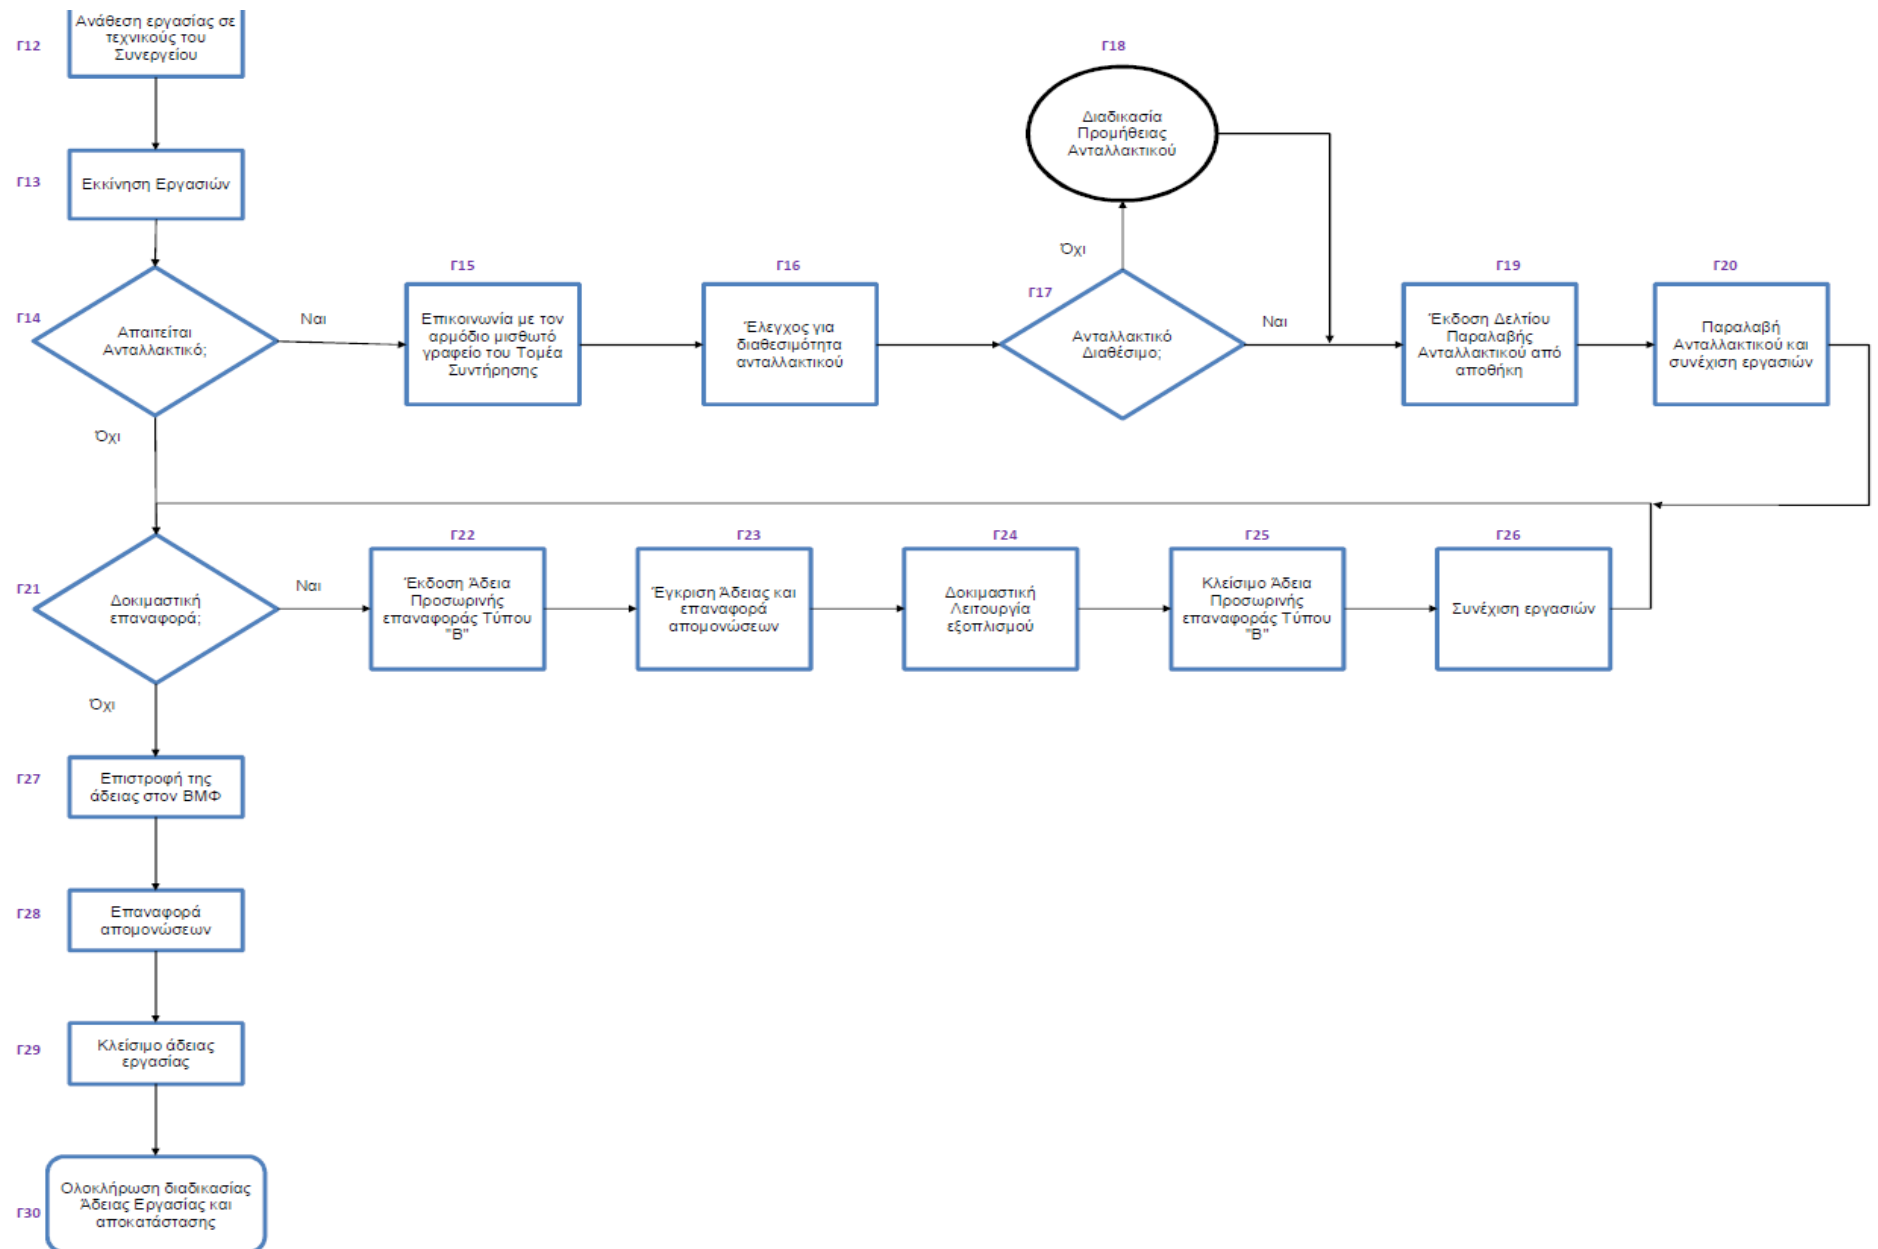 Γ12
Ανάθεση εργασίας σε
τεχνικούς του
Συνεργείου
Γ18
Διαδικασία
Προμήθειας
Ανταλλακτικού
Γ13
Εκκίνηση Εργασιών
Γ14
Απαιτείται
Ανταλλακτικό;
Ναι
Γ15
Επικοινωνία με τον
αρμόδιο μισθωτό
γραφείο του Τομέα
Συντήρησης
Γ16
Έλεγχος για
διαθεσιμότητα
ανταλλακτικού
Όχι
Γ17
Ανταλλακτικό
Διαθέσιμο;
Ναι
Γ19
Έκδοση Δελτίου
Παραλαβής
Ανταλλακτικού από
αποθήκη
Γ20
Παραλαβή
Ανταλλακτικού και
συνέχιση εργασιών
Όχι
Γ21
Δοκιμαστική
επαναφορά;
Ναι
Γ22
Έκδοση Άδεια
Προσωρινής
επαναφοράς Τύπου
"Β"
Γ23
Έγκριση Άδειας και
επαναφορά
απομονώσεων
Γ24
Δοκιμαστική
Λειτουργία
εξοπλισμού
Γ25
Κλείσιμο Άδεια
Προσωρινής
επαναφοράς Τύπου
"Β"
Γ26
Συνέχιση εργασιών
Όχι
Γ27
Επιστροφή της
άδειας στον ΒΜΦ
Γ28
Επαναφορά
απομονώσεων
Γ29
Κλείσιμο άδειας
εργασίας
Γ30
Ολοκλήρωση διαδικασίας
Άδειας Εργασίας και
αποκατάστασης